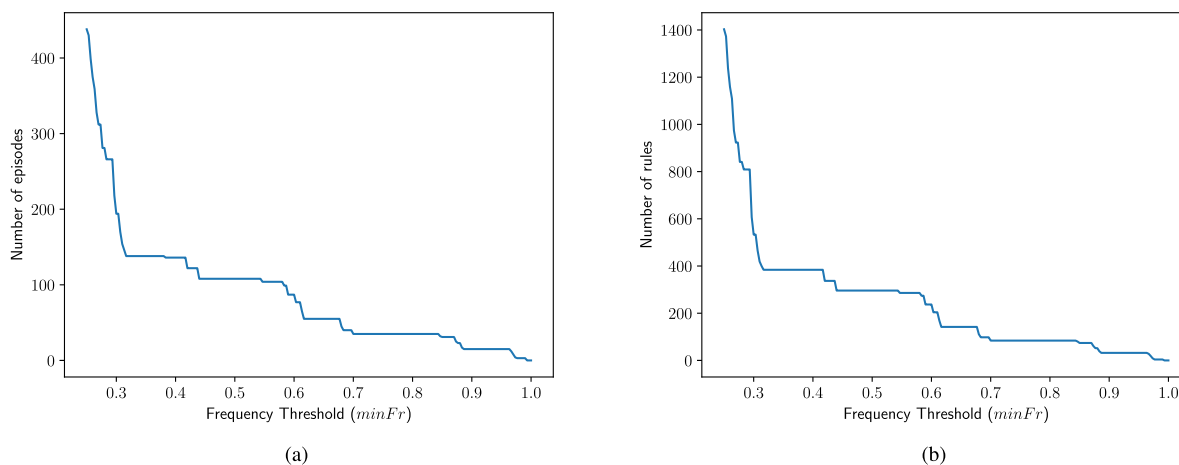 400
300
200
100
0
Number of episodes
0.3 0.4 0.5 0.6 0.7 0.8 0.9 1.0
Frequency Threshold (minFr)
(a)
1400
1200
1000
800
600
400
200
0
Number of rules
0.3 0.4 0.5 0.6 0.7 0.8 0.9 1.0
Frequency Threshold (minFr)
(b)